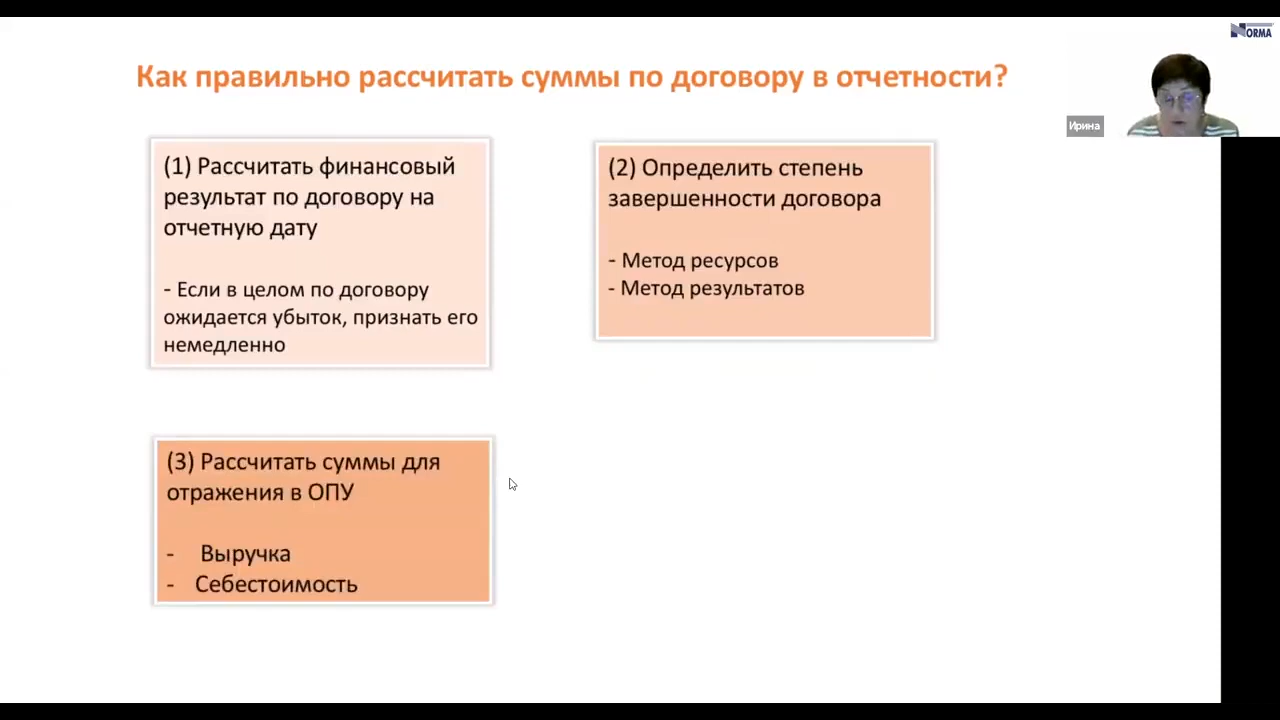 NORMA
Как правильно рассчитать суммы по договору в отчетности?
Ирина
(1) Рассчитать финансовый
результат по договору на
отчетную дату
- Если в целом по договору
ожидается убыток, признать его
немедленно
(2) Определить степень
завершенности договора
- Метод ресурсов
- Метод результатов
(3) Рассчитать суммы для
отражения в ОПУ
- Выручка
- Себестоимость